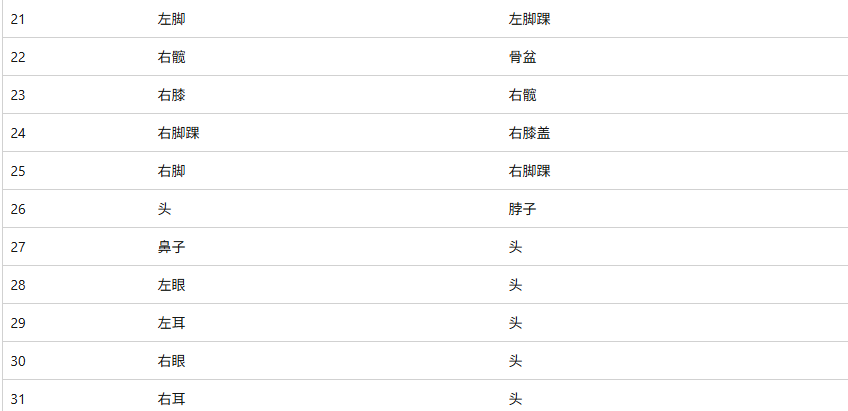 21 左脚 左脚踝
22 右髋 骨盆
23 右膝 右髋
24 右脚踝 右膝盖
25 右脚 右脚踝
26 头 脖子
27 鼻子 头
28 左眼 头
29 左耳 头
30 右眼 头
31 右耳 头